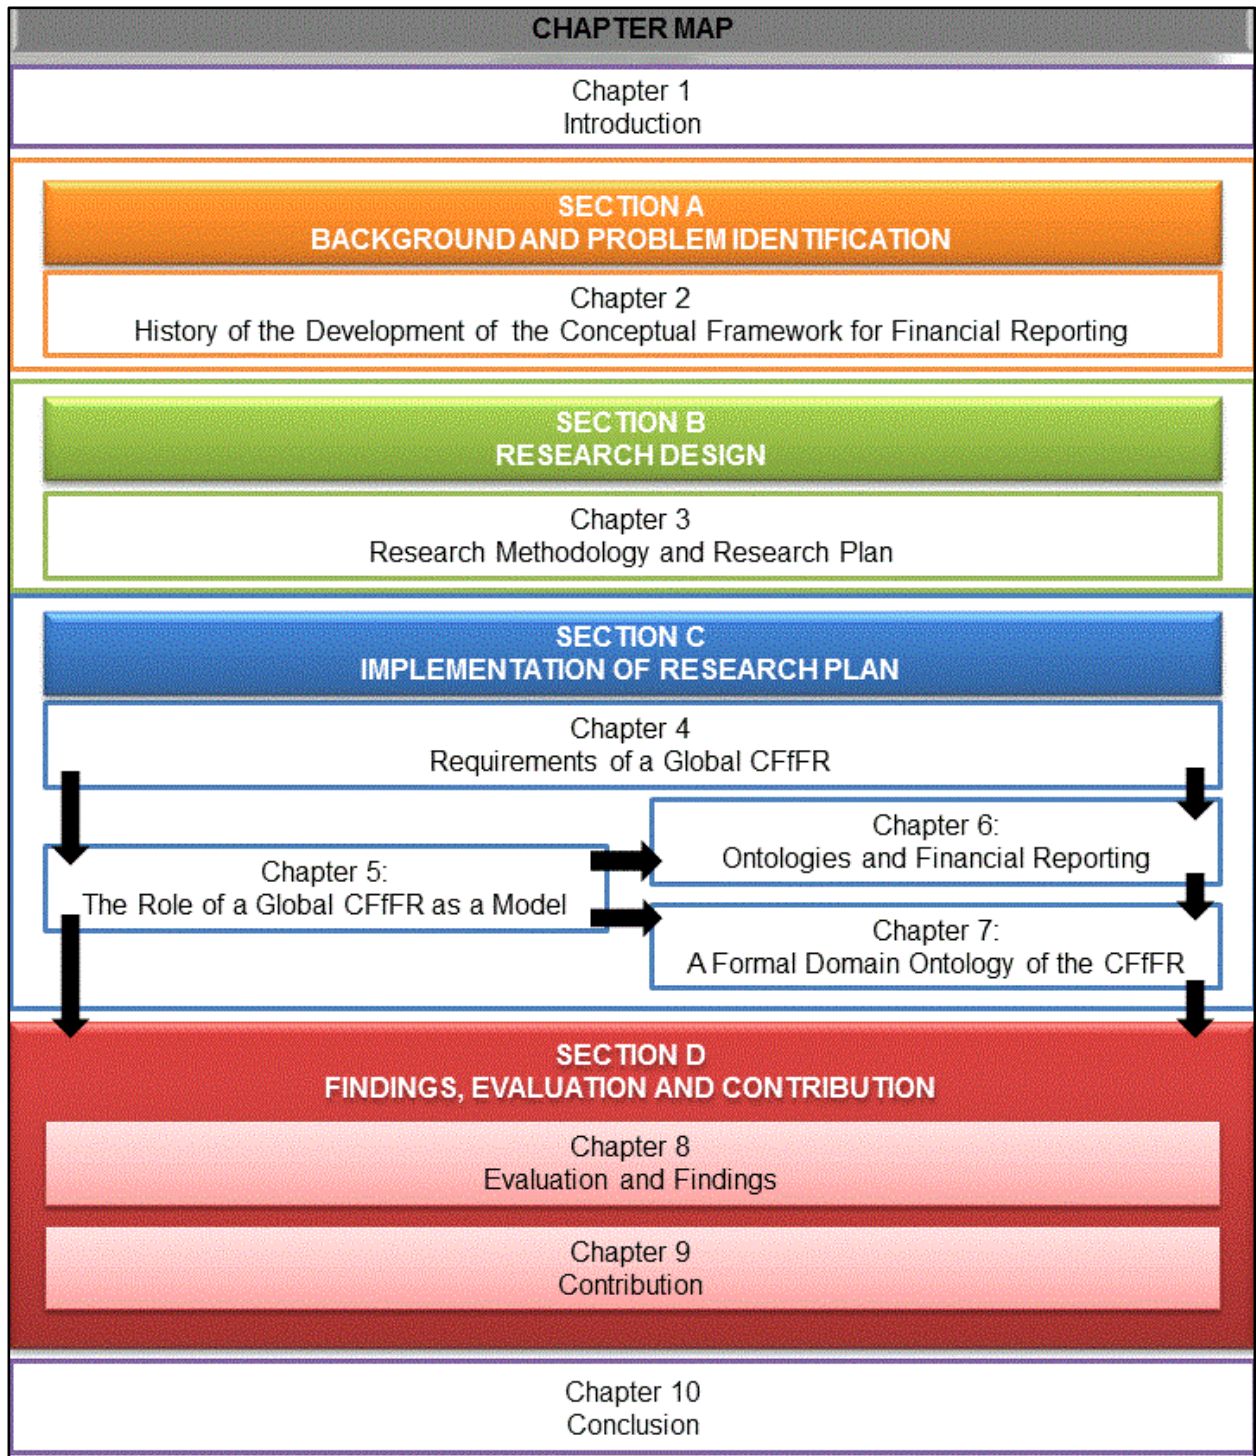 CHAPTER MAP
Chapter 1
Introduction
SECTION A
BACKGROUND AND PROBLEM IDENTIFICATION
Chapter 2
History of the Development of the Conceptual Framework for Financial Reporting
SECTION B
RESEARCH DESIGN
Chapter 3
Research Methodology and Research Plan
SECTION C
IMPLEMENTATION OF RESEARCH PLAN
Chapter 4
Requirements of a Global CFfFR
Chapter 5:
The Role of a Global CFfFR as a Model
Chapter 6:
Ontologies and Financial Reporting
Chapter 7:
A Formal Domain Ontology of the CFfFR
SECTION D
FINDINGS, EVALUATION AND CONTRIBUTION
Chapter 8
Evaluation and Findings
Chapter 9
Contribution
Chapter 10
Conclusion